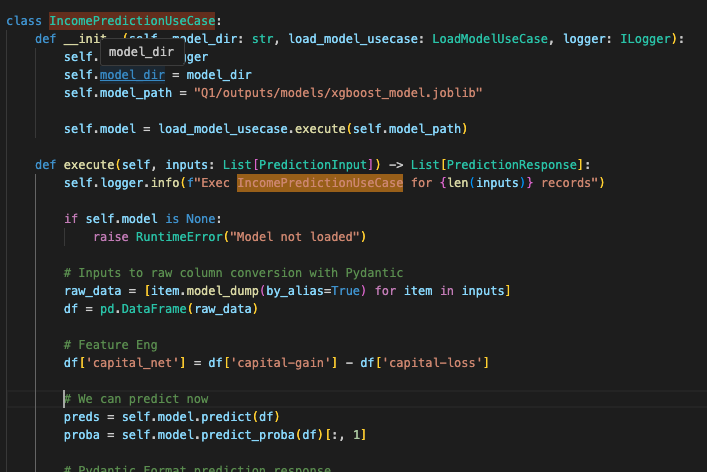 class IncomePredictionUseCase:
def __init__(self, model_dir: str, load_model_usecase: LoadModelUseCase, logger: ILogger):
model_dir
self.
self.model_dir = model_dir
self.model_path = "Q1/outputs/models/xgboost_model.joblib"
self.model = load_model_usecase.execute(self.model_path)
def execute(self, inputs: List[PredictionInput]) -> List[PredictionResponse]:
self.logger.info(f"Exec IncomePredictionUseCase for {len(inputs)} records")
if self.model is None:
raise RuntimeError("Model not loaded")
# Inputs to raw column conversion with Pydantic
raw_data = [item.model_dump(by_alias=True) for item in inputs]
df = pd.DataFrame(raw_data)
# Feature Eng
df['capital_net'] = df['capital-gain'] - df['capital-loss']
# We can predict now
preds = self.model.predict(df)
proba = self.model.predict_proba(df)[:, 1]
# Pydantic Format prediction response